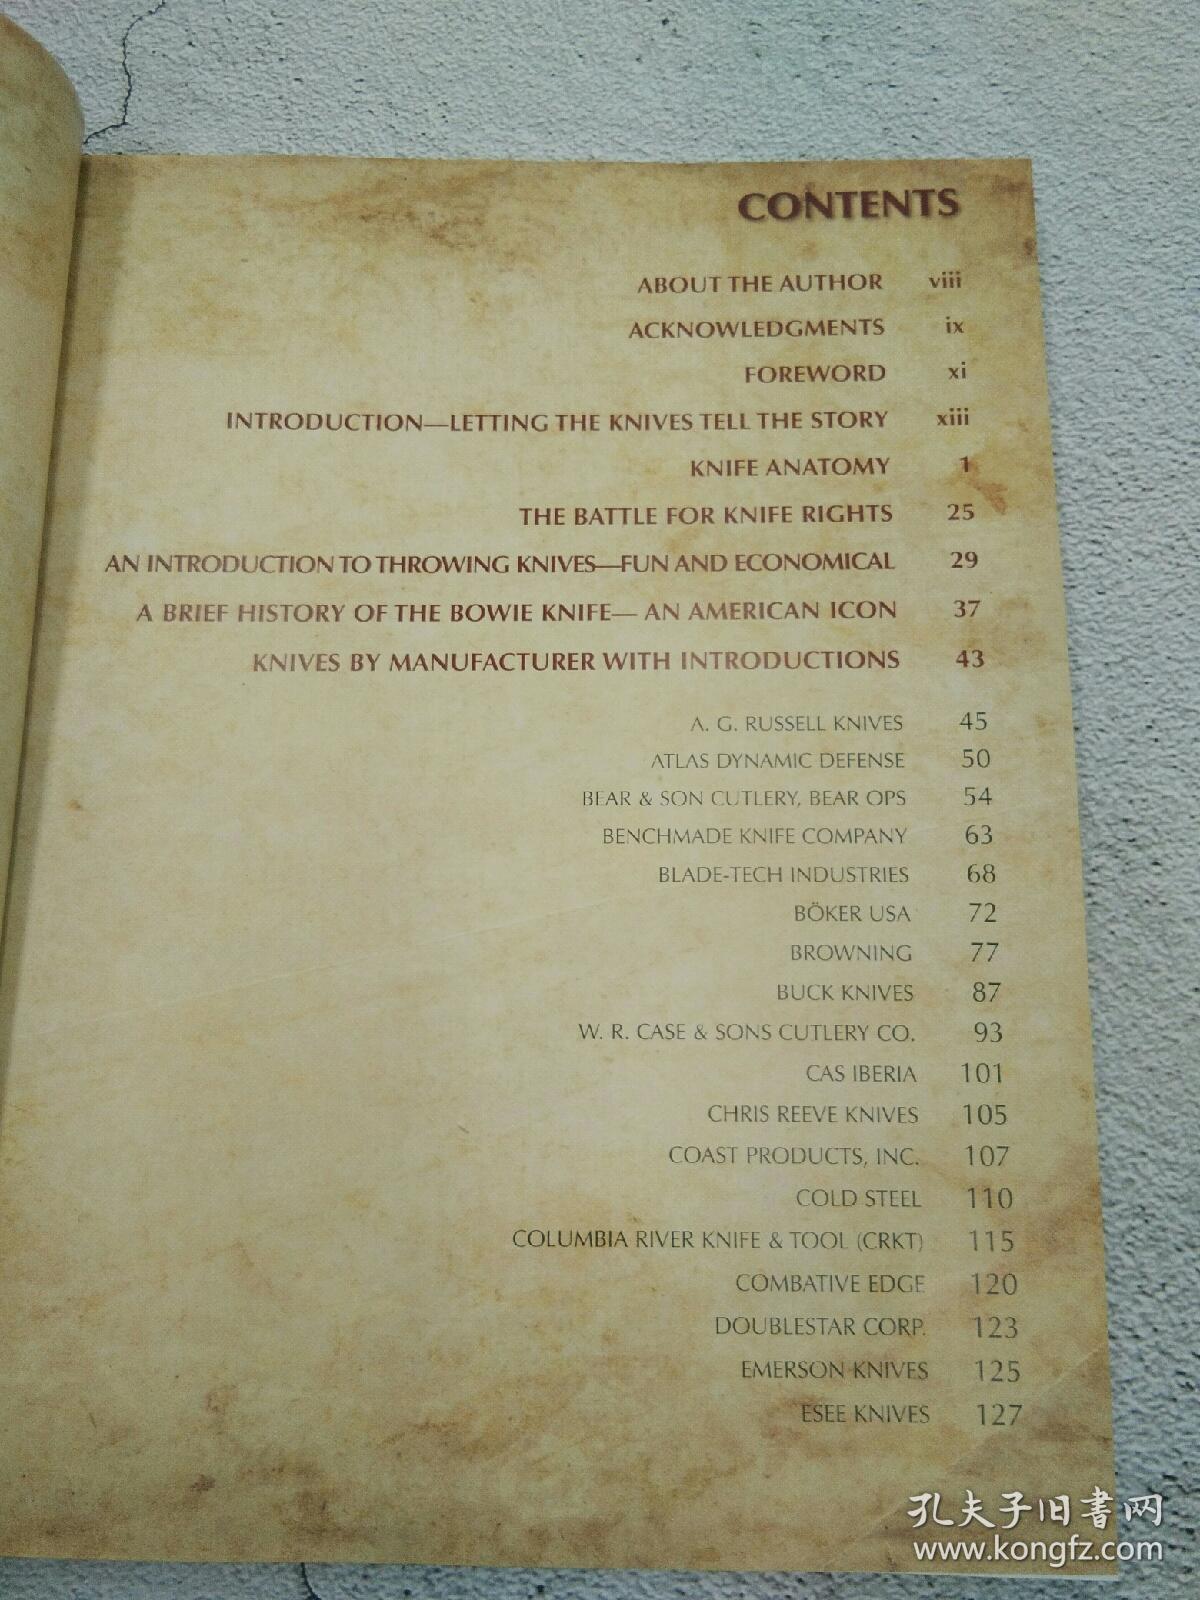 CONTENTS
ABOUT THE AUTHOR viii
ACKNOWLEDGMENTS ix
FOREWORD xi
INTRODUCTION—LETTING THE KNIVES TELL THE STORY xiii
KNIFE ANATOMY 1
THE BATTLE FOR KNIFE RIGHTS 25
AN INTRODUCTION TO THROWING KNIVES—FUN AND ECONOMICAL 29
A BRIEF HISTORY OF THE BOWIE KNIFE— AN AMERICAN ICON 37
KNIVES BY MANUFACTURER WITH INTRODUCTIONS 43
A. G. RUSSELL KNIVES 45
ATLAS DYNAMIC DEFENSE 50
BEAR & SON CUTLERY, BEAR OPS 54
BENCHMADE KNIFE COMPANY 63
BLADE-TECH INDUSTRIES 68
BÖKER USA 72
BROWNING 77
BUCK KNIVES 87
W. R. CASE & SONS CUTLERY CO. 93
CAS IBERIA 101
CHRIS REEVE KNIVES 105
COAST PRODUCTS, INC. 107
COLD STEEL 110
COLUMBIA RIVER KNIFE & TOOL (CRKT) 115
COMBATIVE EDGE 120
DOUBLESTAR CORP. 123
EMERSON KNIVES 125
ESEE KNIVES 127
孔夫子旧書网
www.kongfz.com